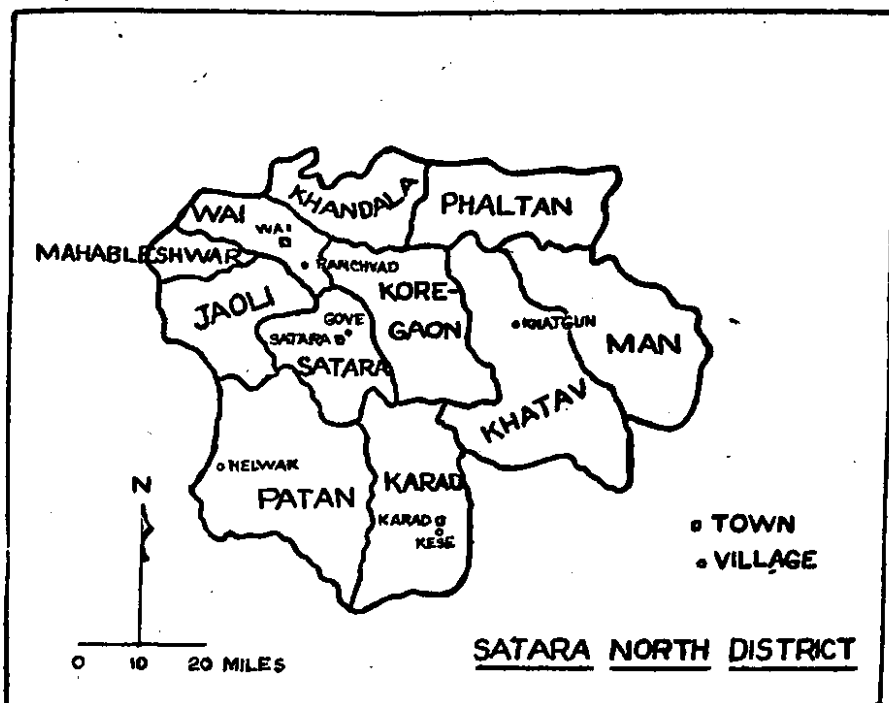 KHANDALA
PHALTAN
WAI
WAI
MAHABLESHWAR
PANCHVAD
KORE-
GAON
JAOLI
GOVE
SATARA
SATARA
KHATGUN
MAN
KHATAV
HELWAK
PATAN
KARAD
KARAD
KESE
N
TOWN
VILLAGE
0 10 20 MILES
SATARA NORTH DISTRICT